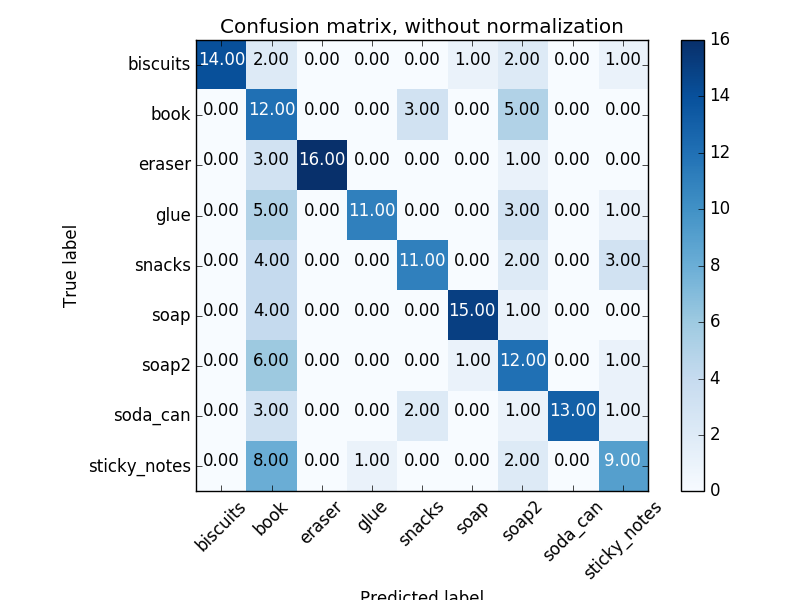 Confusion matrix, without normalization
biscuits 14.00 2.00 0.00 0.00 0.00 1.00 2.00 0.00 1.00
book 0.00 12.00 0.00 0.00 3.00 0.00 5.00 0.00 0.00
eraser 0.00 3.00 16.00 0.00 0.00 0.00 1.00 0.00 0.00
glue 0.00 5.00 0.00 11.00 0.00 0.00 3.00 0.00 1.00
snacks 0.00 4.00 0.00 0.00 11.00 0.00 2.00 0.00 3.00
soap 0.00 4.00 0.00 0.00 0.00 15.00 1.00 0.00 0.00
soap2 0.00 6.00 0.00 0.00 0.00 1.00 12.00 0.00 1.00
soda_can 0.00 3.00 0.00 0.00 2.00 0.00 1.00 13.00 1.00
sticky_notes 0.00 8.00 0.00 1.00 0.00 0.00 2.00 0.00 9.00
biscuits book eraser glue snacks soap soap2 soda_can sticky_notes
True label
Predicted label
16
14
12
10
8
6
4
2
0